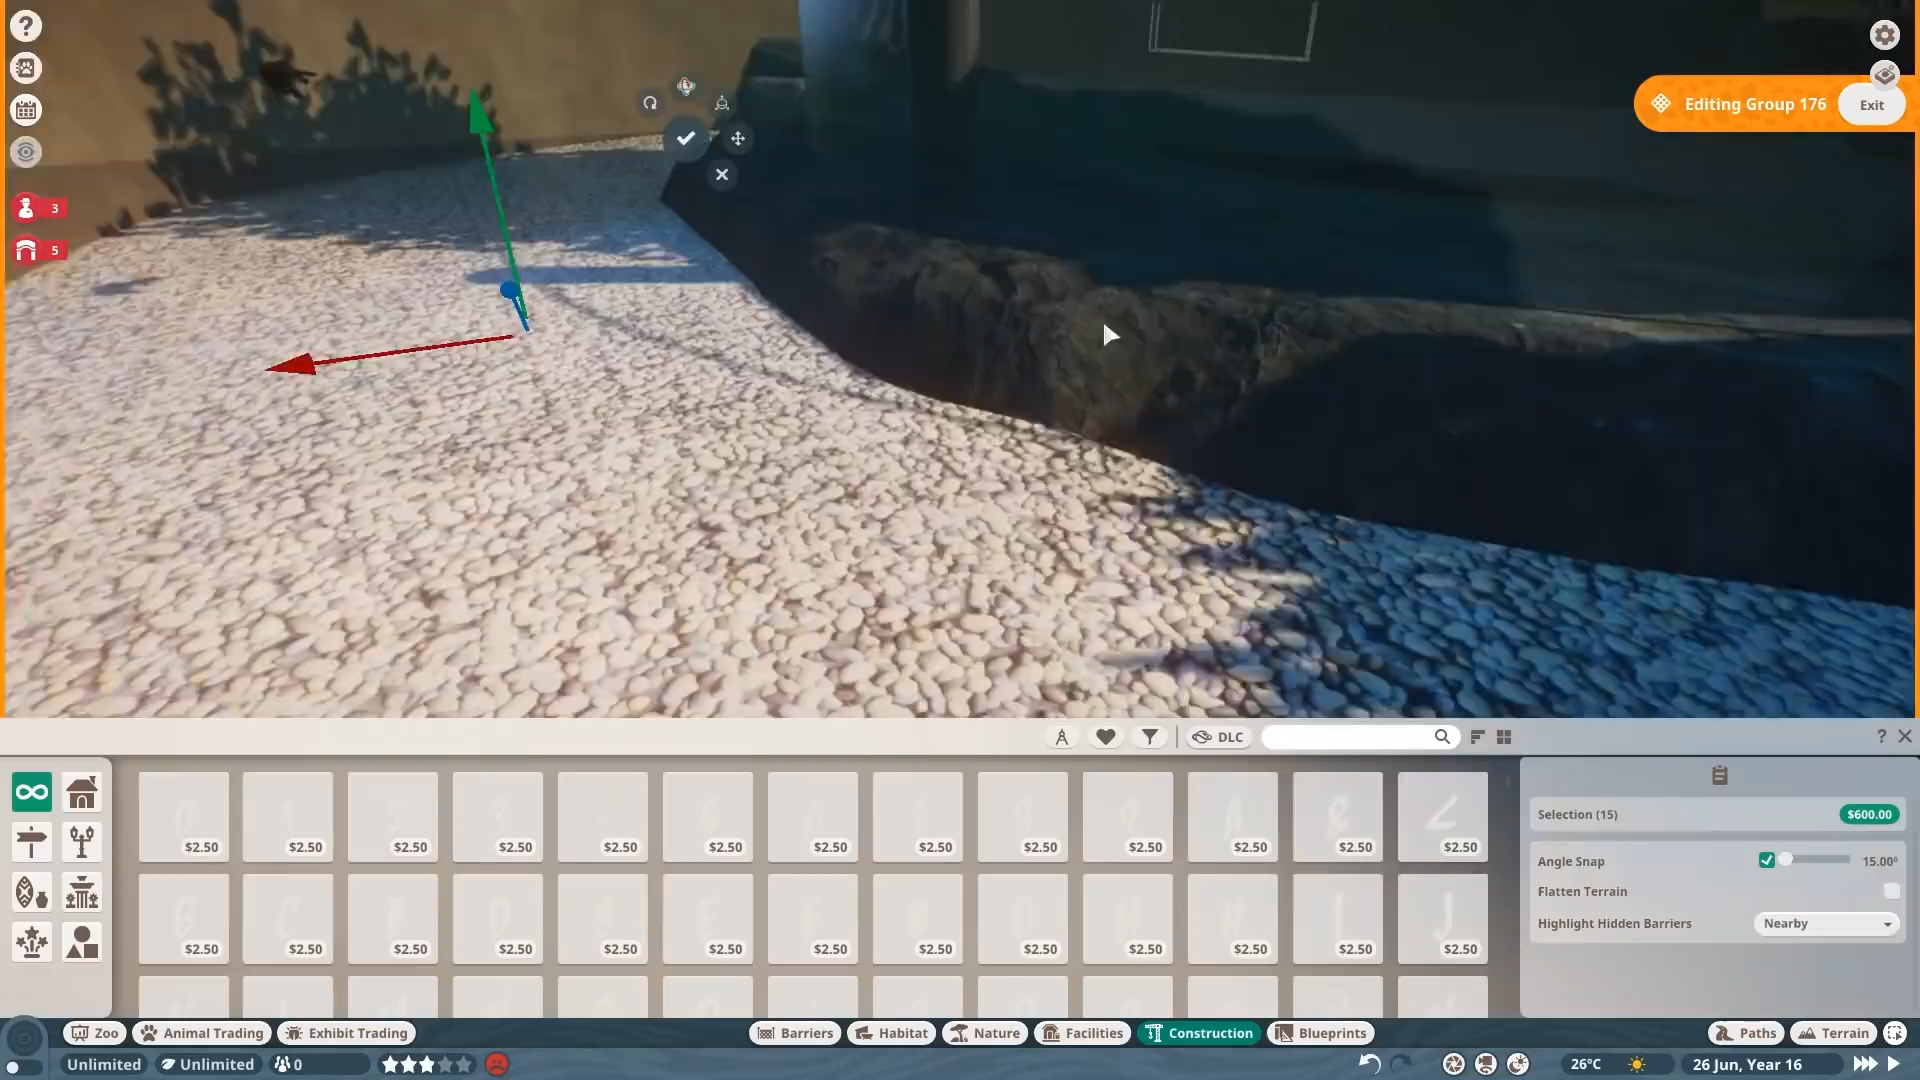 Editing Group 176
Exit
3
5
DLC
$2.50 $2.50 $2.50 $2.50 $2.50 $2.50 $2.50 $2.50 $2.50 $2.50 $2.50 $2.50 $2.50
$2.50 $2.50 $2.50 $2.50 $2.50 $2.50 $2.50 $2.50 $2.50 $2.50 $2.50 $2.50 $2.50
Selection (15) $600.00
Angle Snap 15.00°
Flatten Terrain
Highlight Hidden Barriers Nearby
Zoo Animal Trading Exhibit Trading Barriers Habitat Nature Facilities Construction Blueprints Paths Terrain
Unlimited Unlimited 0 26°C 26 Jun, Year 16